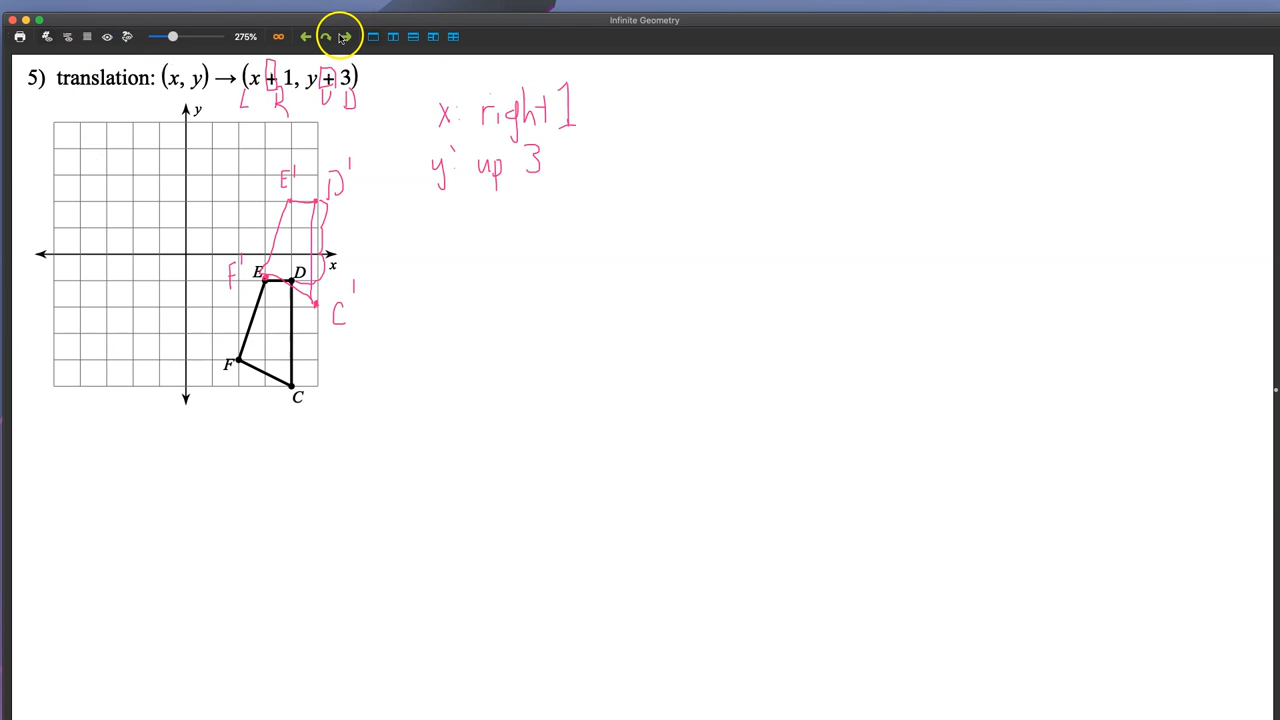 Infinite Geometry
275%
5) translation: (x, y) → (x + 1, y + 3)
L R U D
x: right 1
y: up 3
y
E' D'
x
F' E D
C'
F
C